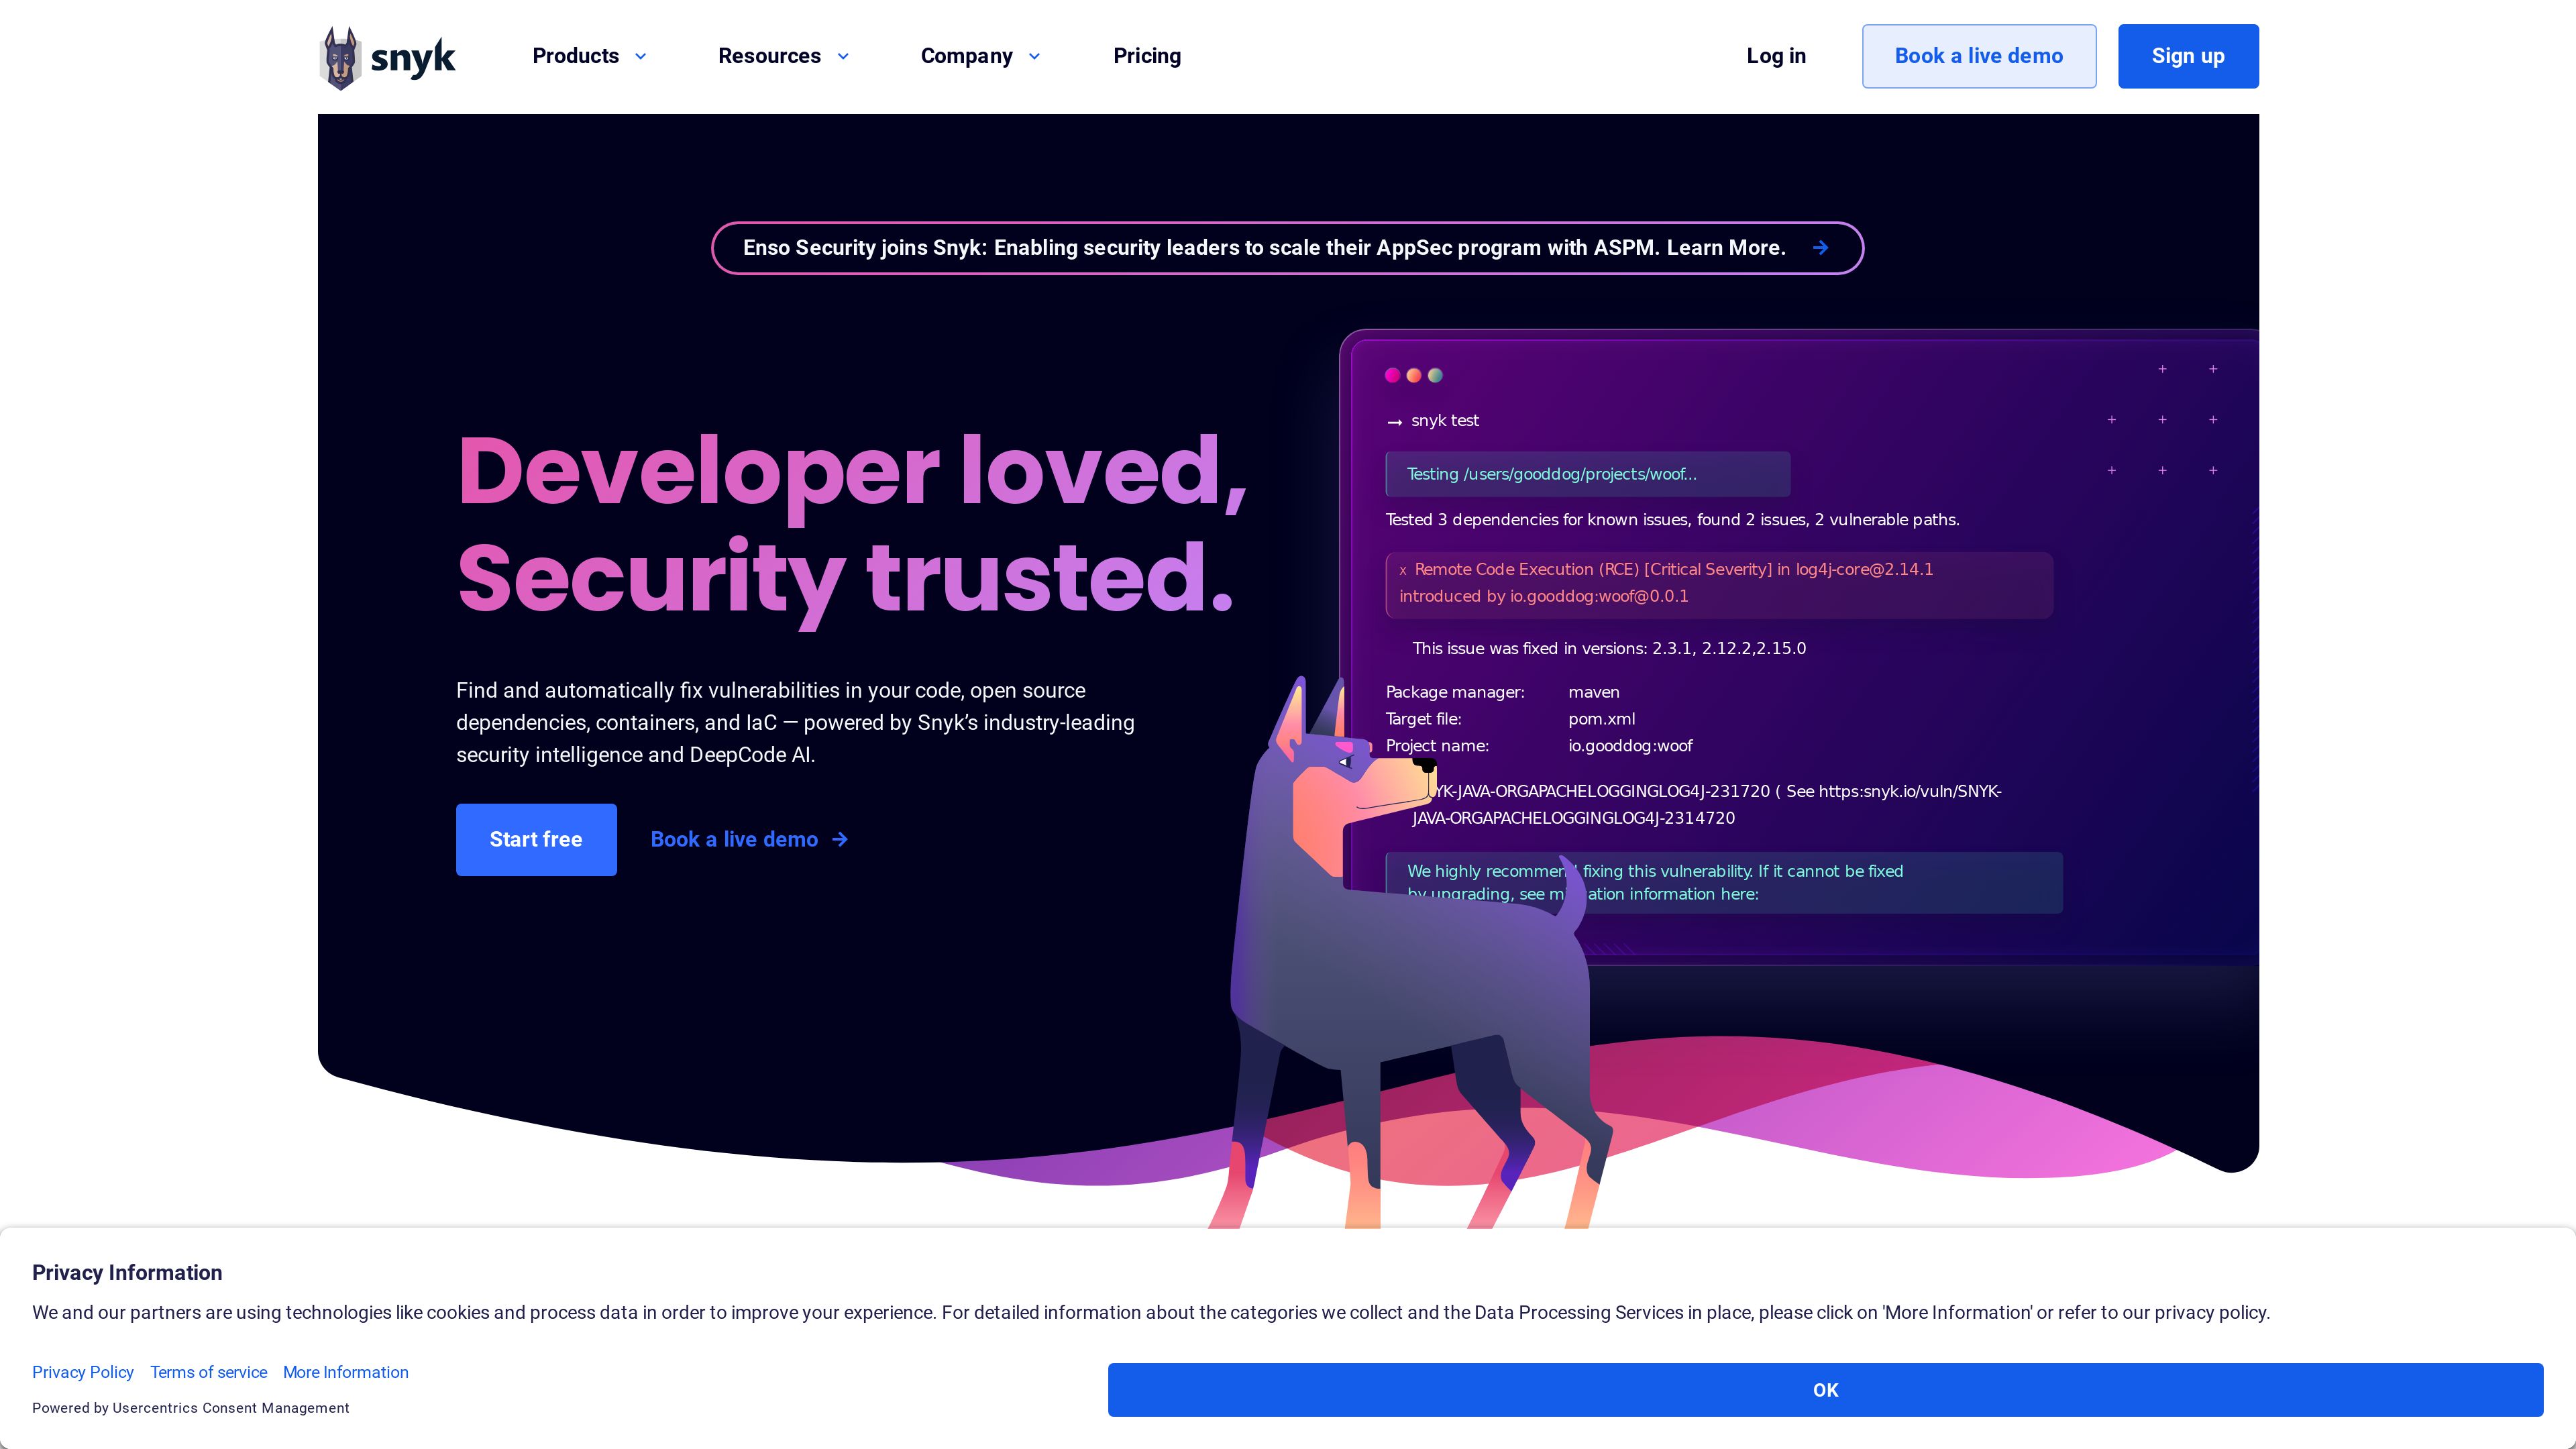 snyk
Products
Resources
Company
Pricing
Log in
Book a live demo
Sign up
Enso Security joins Snyk: Enabling security leaders to scale their AppSec program with ASPM. Learn More.
Developer loved,
Security trusted.
Find and automatically fix vulnerabilities in your code, open source
dependencies, containers, and IaC — powered by Snyk’s industry-leading
security intelligence and DeepCode AI.
Start free
Book a live demo
→ snyk test
Testing /users/gooddog/projects/woof...
Tested 3 dependencies for known issues, found 2 issues, 2 vulnerable paths.
x Remote Code Execution (RCE) [Critical Severity] in log4j-core@2.14.1
introduced by io.gooddog:woof@0.0.1
This issue was fixed in versions: 2.3.1, 2.12.2,2.15.0
Package manager: maven
Target file: pom.xml
Project name: io.gooddog:woof
YK-JAVA-ORGAPACHELOGGINGLOG4J-231720 ( See https:snyk.io/vuln/SNYK-
JAVA-ORGAPACHELOGGINGLOG4J-2314720
We highly recommend fixing this vulnerability. If it cannot be fixed
by upgrading, see mitigation information here:
Privacy Information
We and our partners are using technologies like cookies and process data in order to improve your experience. For detailed information about the categories we collect and the Data Processing Services in place, please click on 'More Information' or refer to our privacy policy.
Privacy Policy Terms of service More Information
OK
Powered by Usercentrics Consent Management